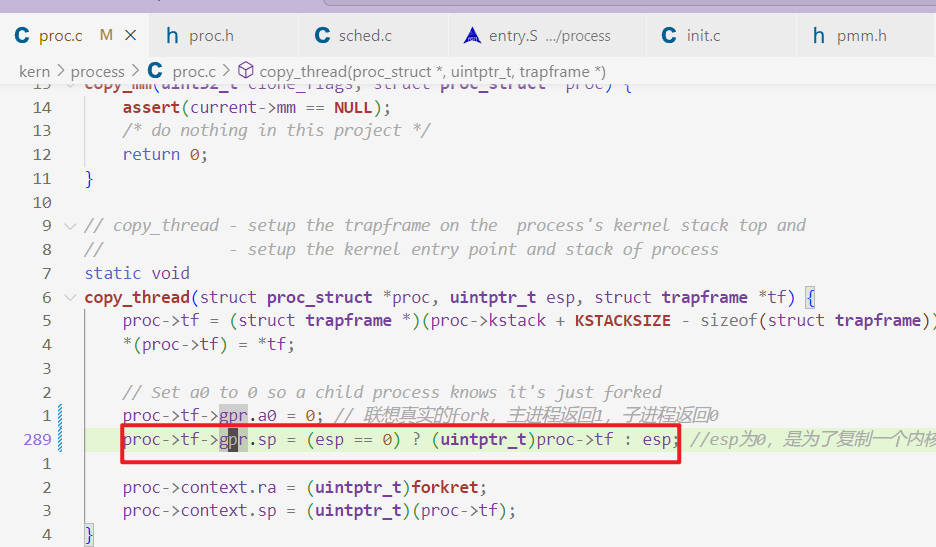 proc.c M proc.h sched.c entry.S .../process init.c pmm.h
kern > process > C proc.c > copy_thread(proc_struct *, uintptr_t, trapframe *)
13 copy_mm(uint32_t clone_flags, struct proc_struct *proc) {
14 assert(current->mm == NULL);
13 /* do nothing in this project */
12 return 0;
11 }
10
9 // copy_thread - setup the trapframe on the  process's kernel stack top and
8 //             - setup the kernel entry point and stack of process
7 static void
6 copy_thread(struct proc_struct *proc, uintptr_t esp, struct trapframe *tf) {
5 proc->tf = (struct trapframe *)(proc->kstack + KSTACKSIZE - sizeof(struct trapframe))
4 *(proc->tf) = *tf;
3
2 // Set a0 to 0 so a child process knows it's just forked
1 proc->tf->gpr.a0 = 0; // 联想真实的fork, 主进程返回1, 子进程返回0
289 proc->tf->gpr.sp = (esp == 0) ? (uintptr_t)proc->tf : esp; //esp为0, 是为了复制一个内核
1
2 proc->context.ra = (uintptr_t)forkret;
3 proc->context.sp = (uintptr_t)(proc->tf);
4 }